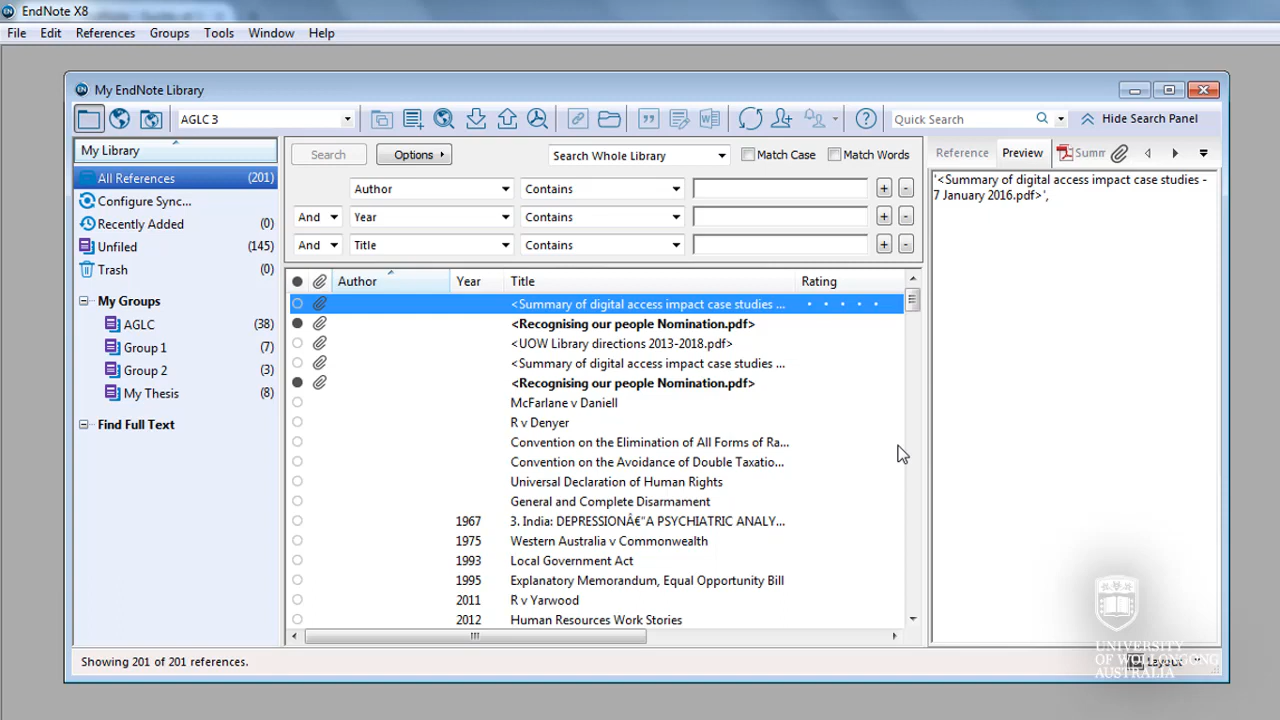 EndNote X8
File Edit References Groups Tools Window Help
My EndNote Library
AGLC 3
Quick Search
Hide Search Panel
My Library
All References (201)
Configure Sync...
Recently Added (0)
Unfiled (145)
Trash (0)
My Groups
AGLC (38)
Group 1 (7)
Group 2 (3)
My Thesis (8)
Find Full Text
Search Options Search Whole Library Match Case Match Words
Author Contains + -
And Year Contains + -
And Title Contains + -
Author Year Title Rating
<Summary of digital access impact case studies ...
<Recognising our people Nomination.pdf>
<UOW Library directions 2013-2018.pdf>
<Summary of digital access impact case studies ...
<Recognising our people Nomination.pdf>
McFarlane v Daniell
R v Denyer
Convention on the Elimination of All Forms of Ra...
Convention on the Avoidance of Double Taxatio...
Universal Declaration of Human Rights
General and Complete Disarmament
1967 3. India: DEPRESSIONÂ€"A PSYCHIATRIC ANALY...
1975 Western Australia v Commonwealth
1993 Local Government Act
1995 Explanatory Memorandum, Equal Opportunity Bill
2011 R v Yarwood
2012 Human Resources Work Stories
Reference Preview Summ
'<Summary of digital access impact case studies -
7 January 2016.pdf>',
Showing 201 of 201 references.
Layout
UNIVERSITY
OF WOLLONGONG
AUSTRALIA